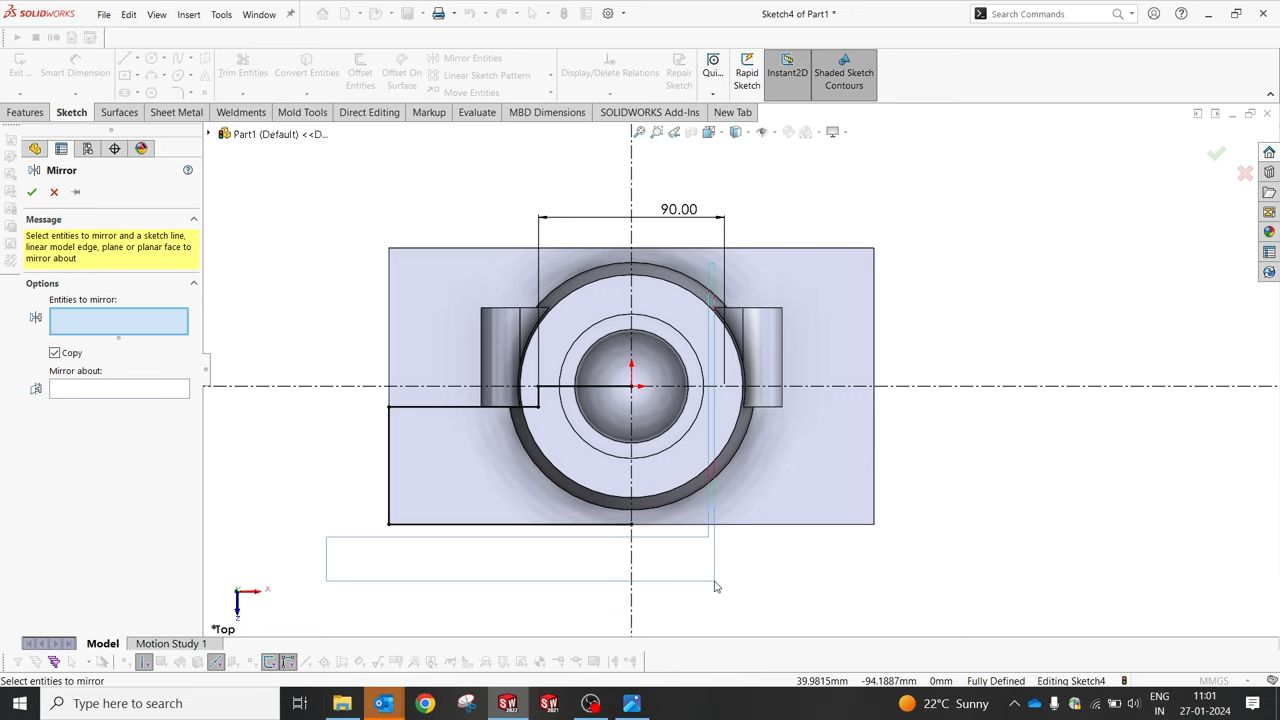 SOLIDWORKS File Edit View Insert Tools Window Sketch4 of Part1 * Search Commands
Exit ... Smart Dimension Trim Entities Convert Entities Offset Entities Offset On Surface Mirror Entities Linear Sketch Pattern Move Entities Display/Delete Relations Repair Sketch Qui... Rapid Sketch Instant2D Shaded Sketch Contours
Features Sketch Surfaces Sheet Metal Weldments Mold Tools Direct Editing Markup Evaluate MBD Dimensions SOLIDWORKS Add-Ins New Tab
Part1 (Default) <<D...
Mirror
Message
Select entities to mirror and a sketch line, linear model edge, plane or planar face to mirror about
90.00
Options
Entities to mirror:
Copy
Mirror about:
x
z
*Top
Model Motion Study 1
Select entities to mirror 39.9815mm -94.1887mm 0mm Fully Defined Editing Sketch4 MMGS
Type here to search SW 2022 SW 2021 22°C Sunny ENG IN 11:01 27-01-2024